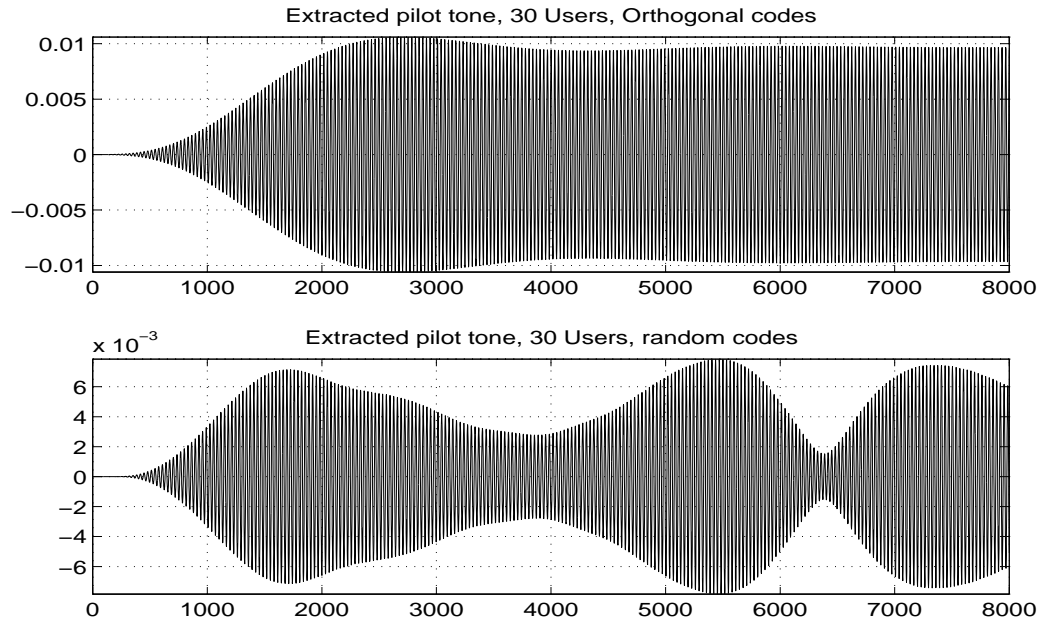 Extracted pilot tone, 30 Users, Orthogonal codes
0.01
0.005
0
−0.005
−0.01
0 1000 2000 3000 4000 5000 6000 7000 8000
Extracted pilot tone, 30 Users, random codes
x 10⁻³
6
4
2
0
−2
−4
−6
0 1000 2000 3000 4000 5000 6000 7000 8000